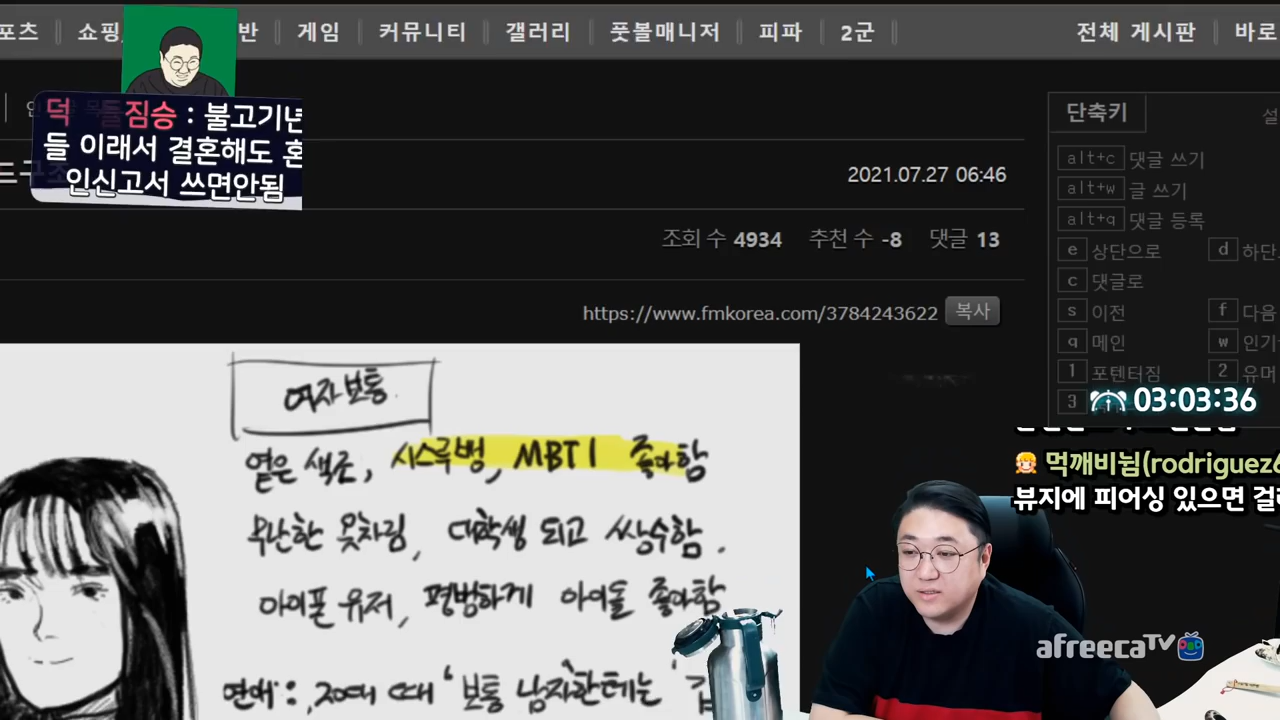 포츠 쇼핑 반 게임 커뮤니티 갤러리 풋볼매니저 피파 2군 전체 게시판 바로
덕 들짐승 : 불고기년
들 이래서 결혼해도 혼
인신고서 쓰면안됨
드구조
2021.07.27 06:46
조회 수 4934 추천 수 -8 댓글 13
https://www.fmkorea.com/3784243622 복사
단축키 설
alt+c 댓글 쓰기
alt+w 글 쓰기
alt+q 댓글 등록
e 상단으로 d 하단
c 댓글로
s 이전 f 다음
q 메인 w 인기
1 포텐터짐 2 유머
3
03:03:36
먹깨비뉨(rodriguez6
뷰지에 피어싱 있으면 걸
여자보통
옅은 색조, 시스루뱅, MBTI 좋아함
무난한 옷차림, 대학생 되고 쌍수함.
아이폰 유저, 평범하게 아이돌 좋아함
연애 : 20대 때 '보통 남자'한테는
afreecaTV